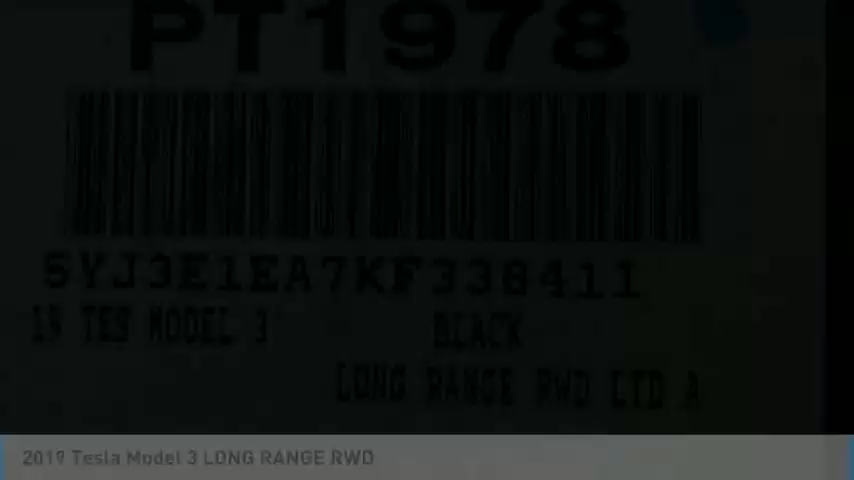 PT1978
5YJ3E1EA7KF338411
19 TES MODEL 3 BLACK
LONG RANGE RWD LTD A
2019 Tesla Model 3 LONG RANGE RWD